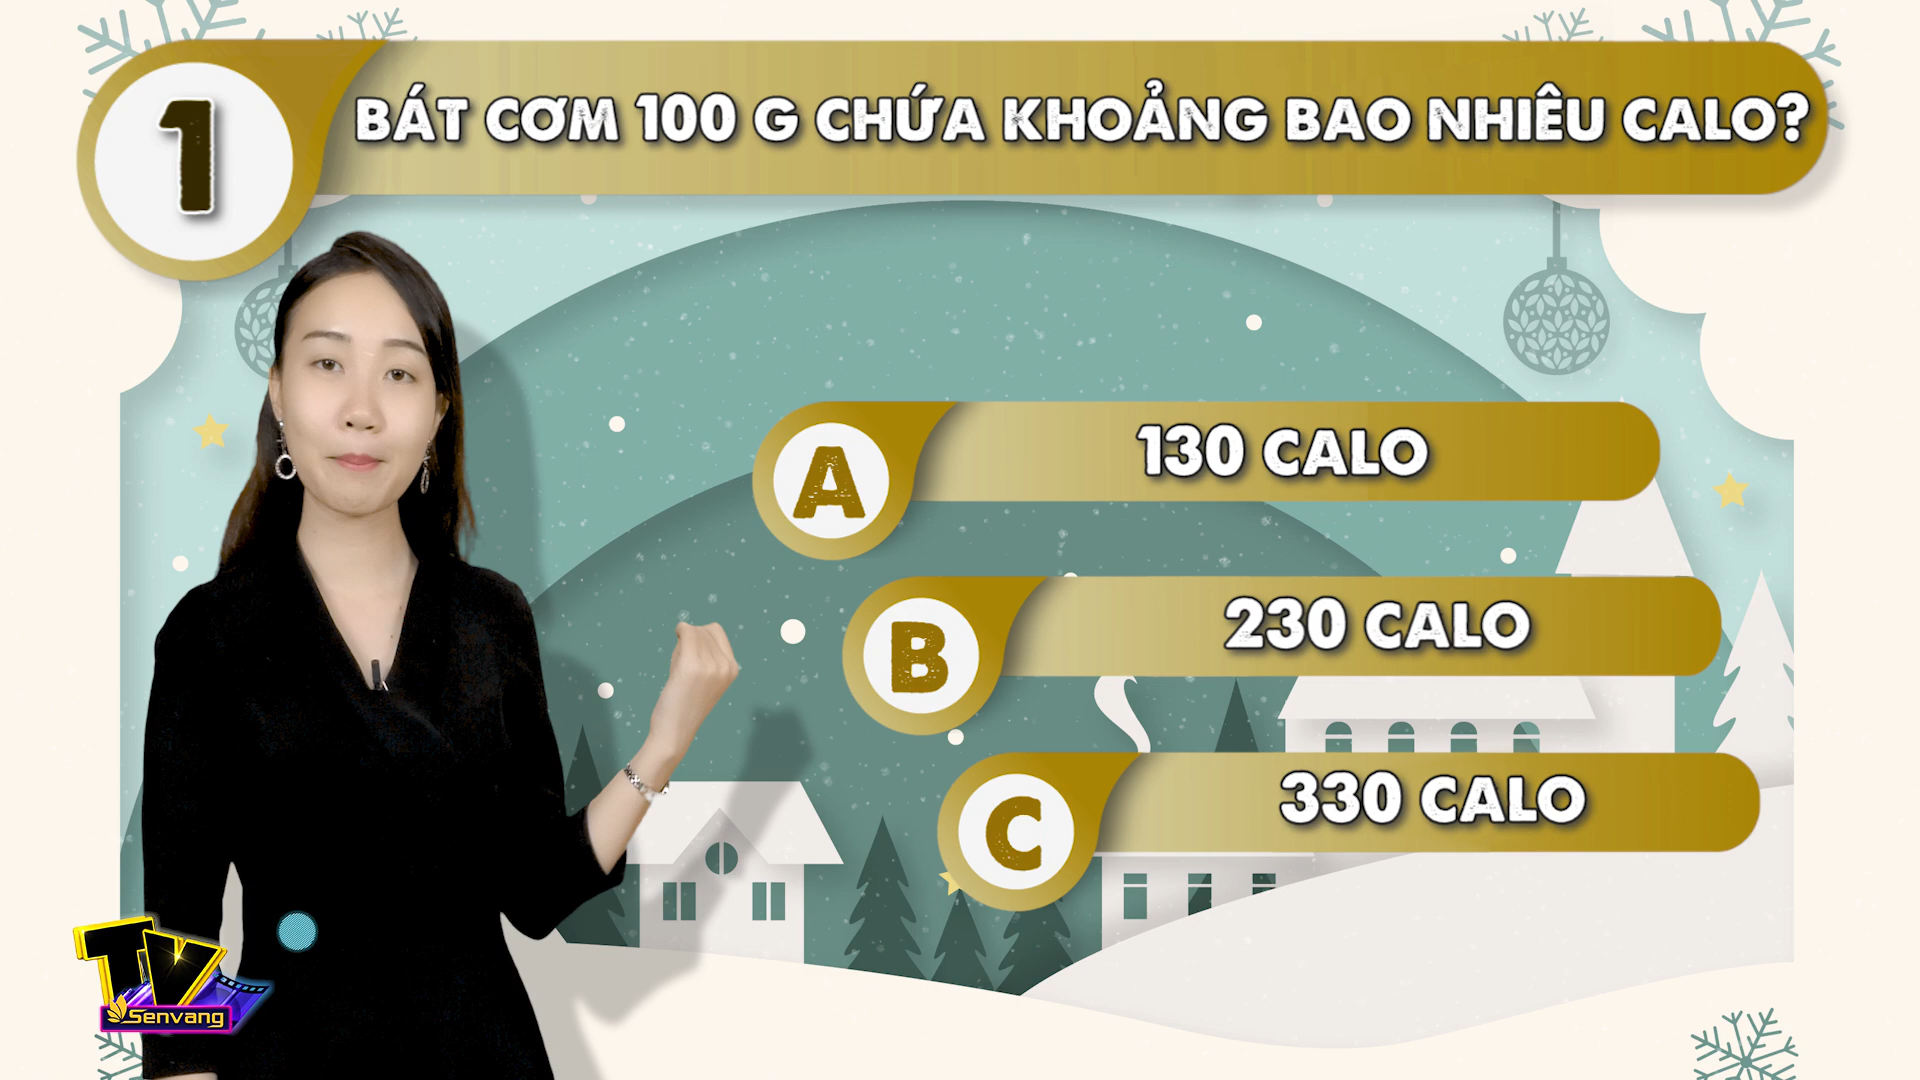 1
BÁT CƠM 100 G CHỨA KHOẢNG BAO NHIÊU CALO?
A
130 CALO
B
230 CALO
C
330 CALO
TV
Senvang